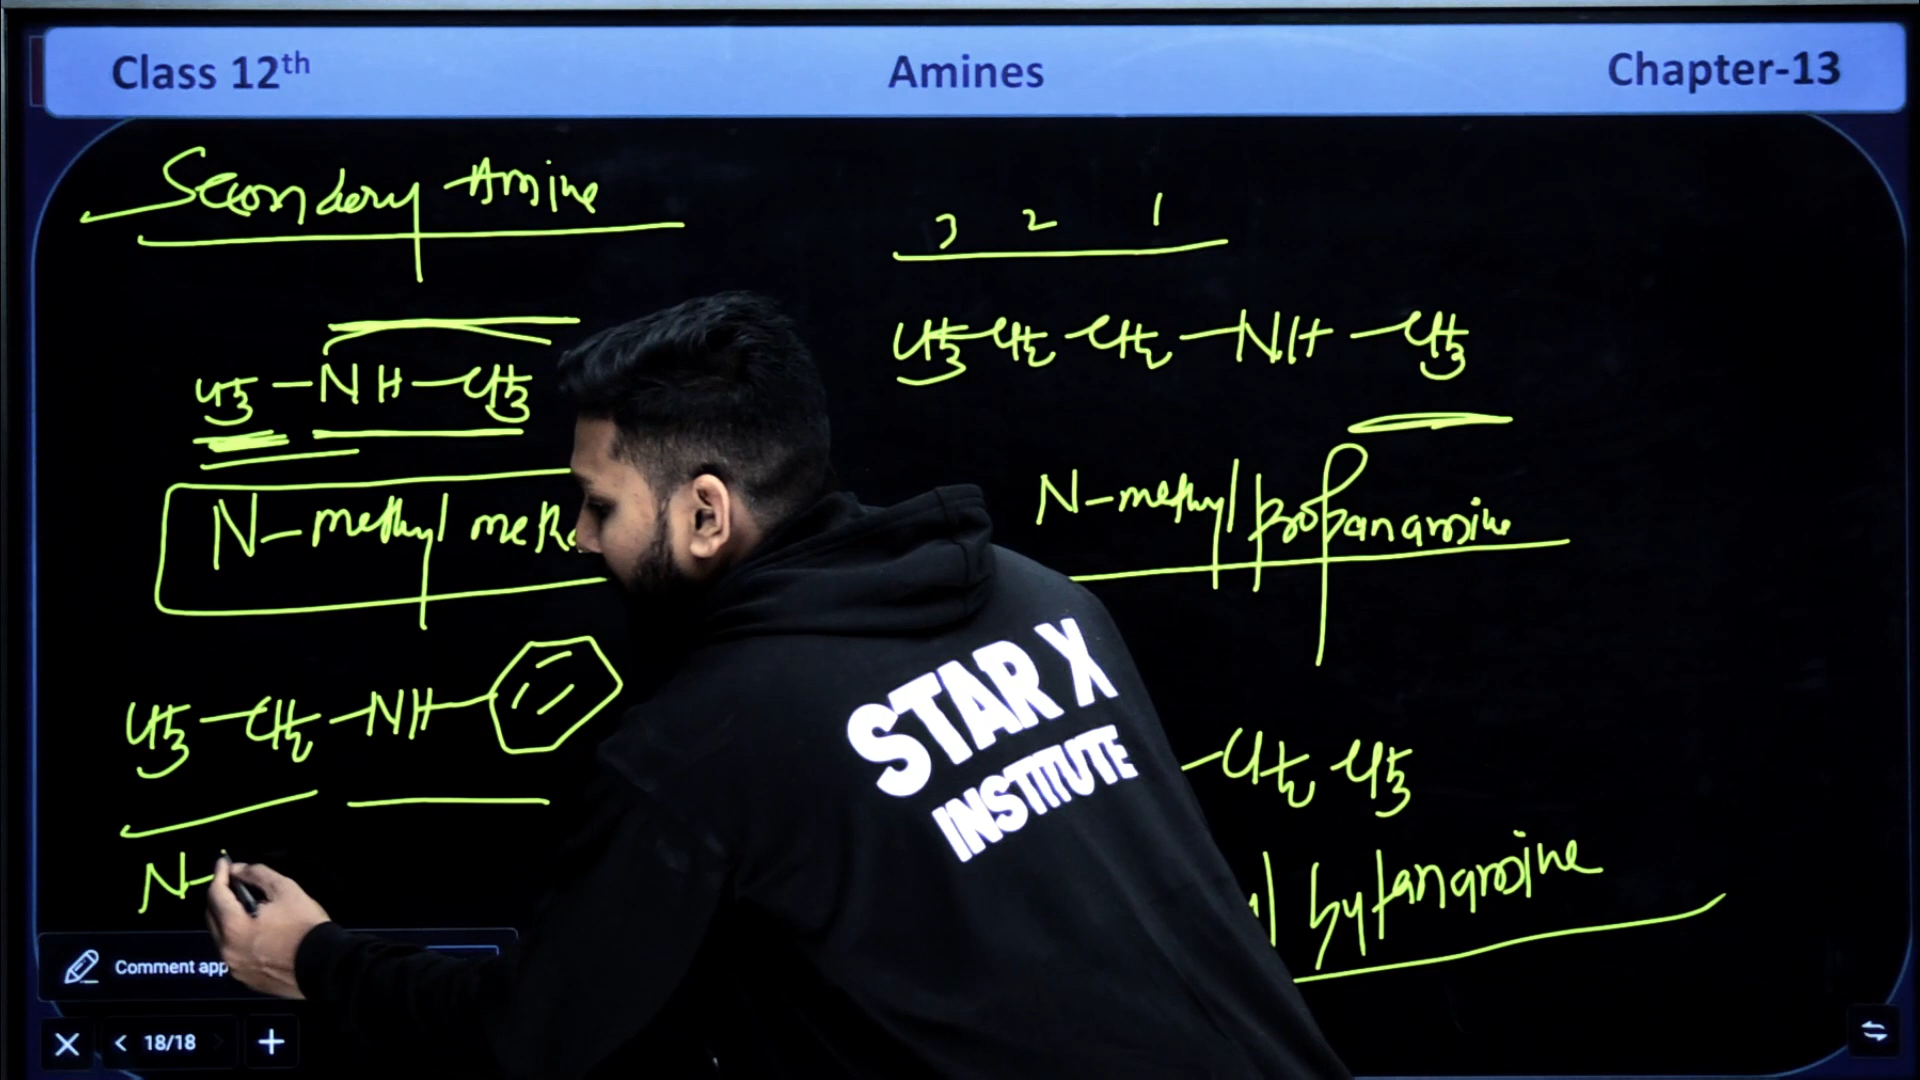 Class 12th Amines Chapter-13
Secondary Amine
3 2 1
CH3-NH-CH3
CH3-CH2-CH2-NH-CH3
N-methyl
N-methyl propanamine
CH3-CH2-NH-
-CH2 CH3
N-
butanamine
STAR X
INSTITUTE
Comment app
18/18